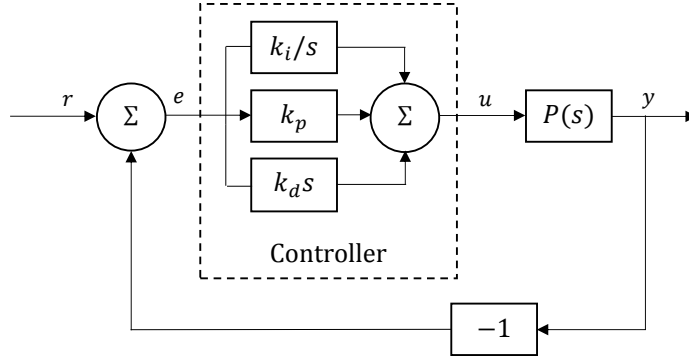 k_i/s
r
Σ
e
k_p
Σ
u
P(s)
y
k_d s
Controller
−1